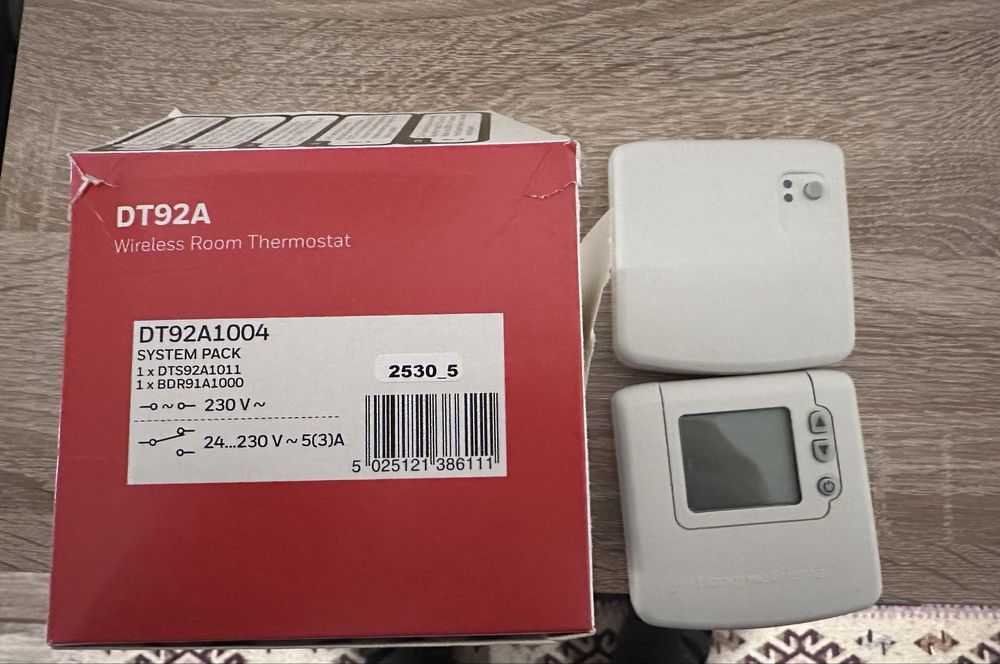 DT92A
Wireless Room Thermostat
DT92A1004
SYSTEM PACK
1 x DTS92A1011
1 x BDR91A1000
2530_5
230 V ~
24...230 V ~ 5(3)A
5 025121 386111